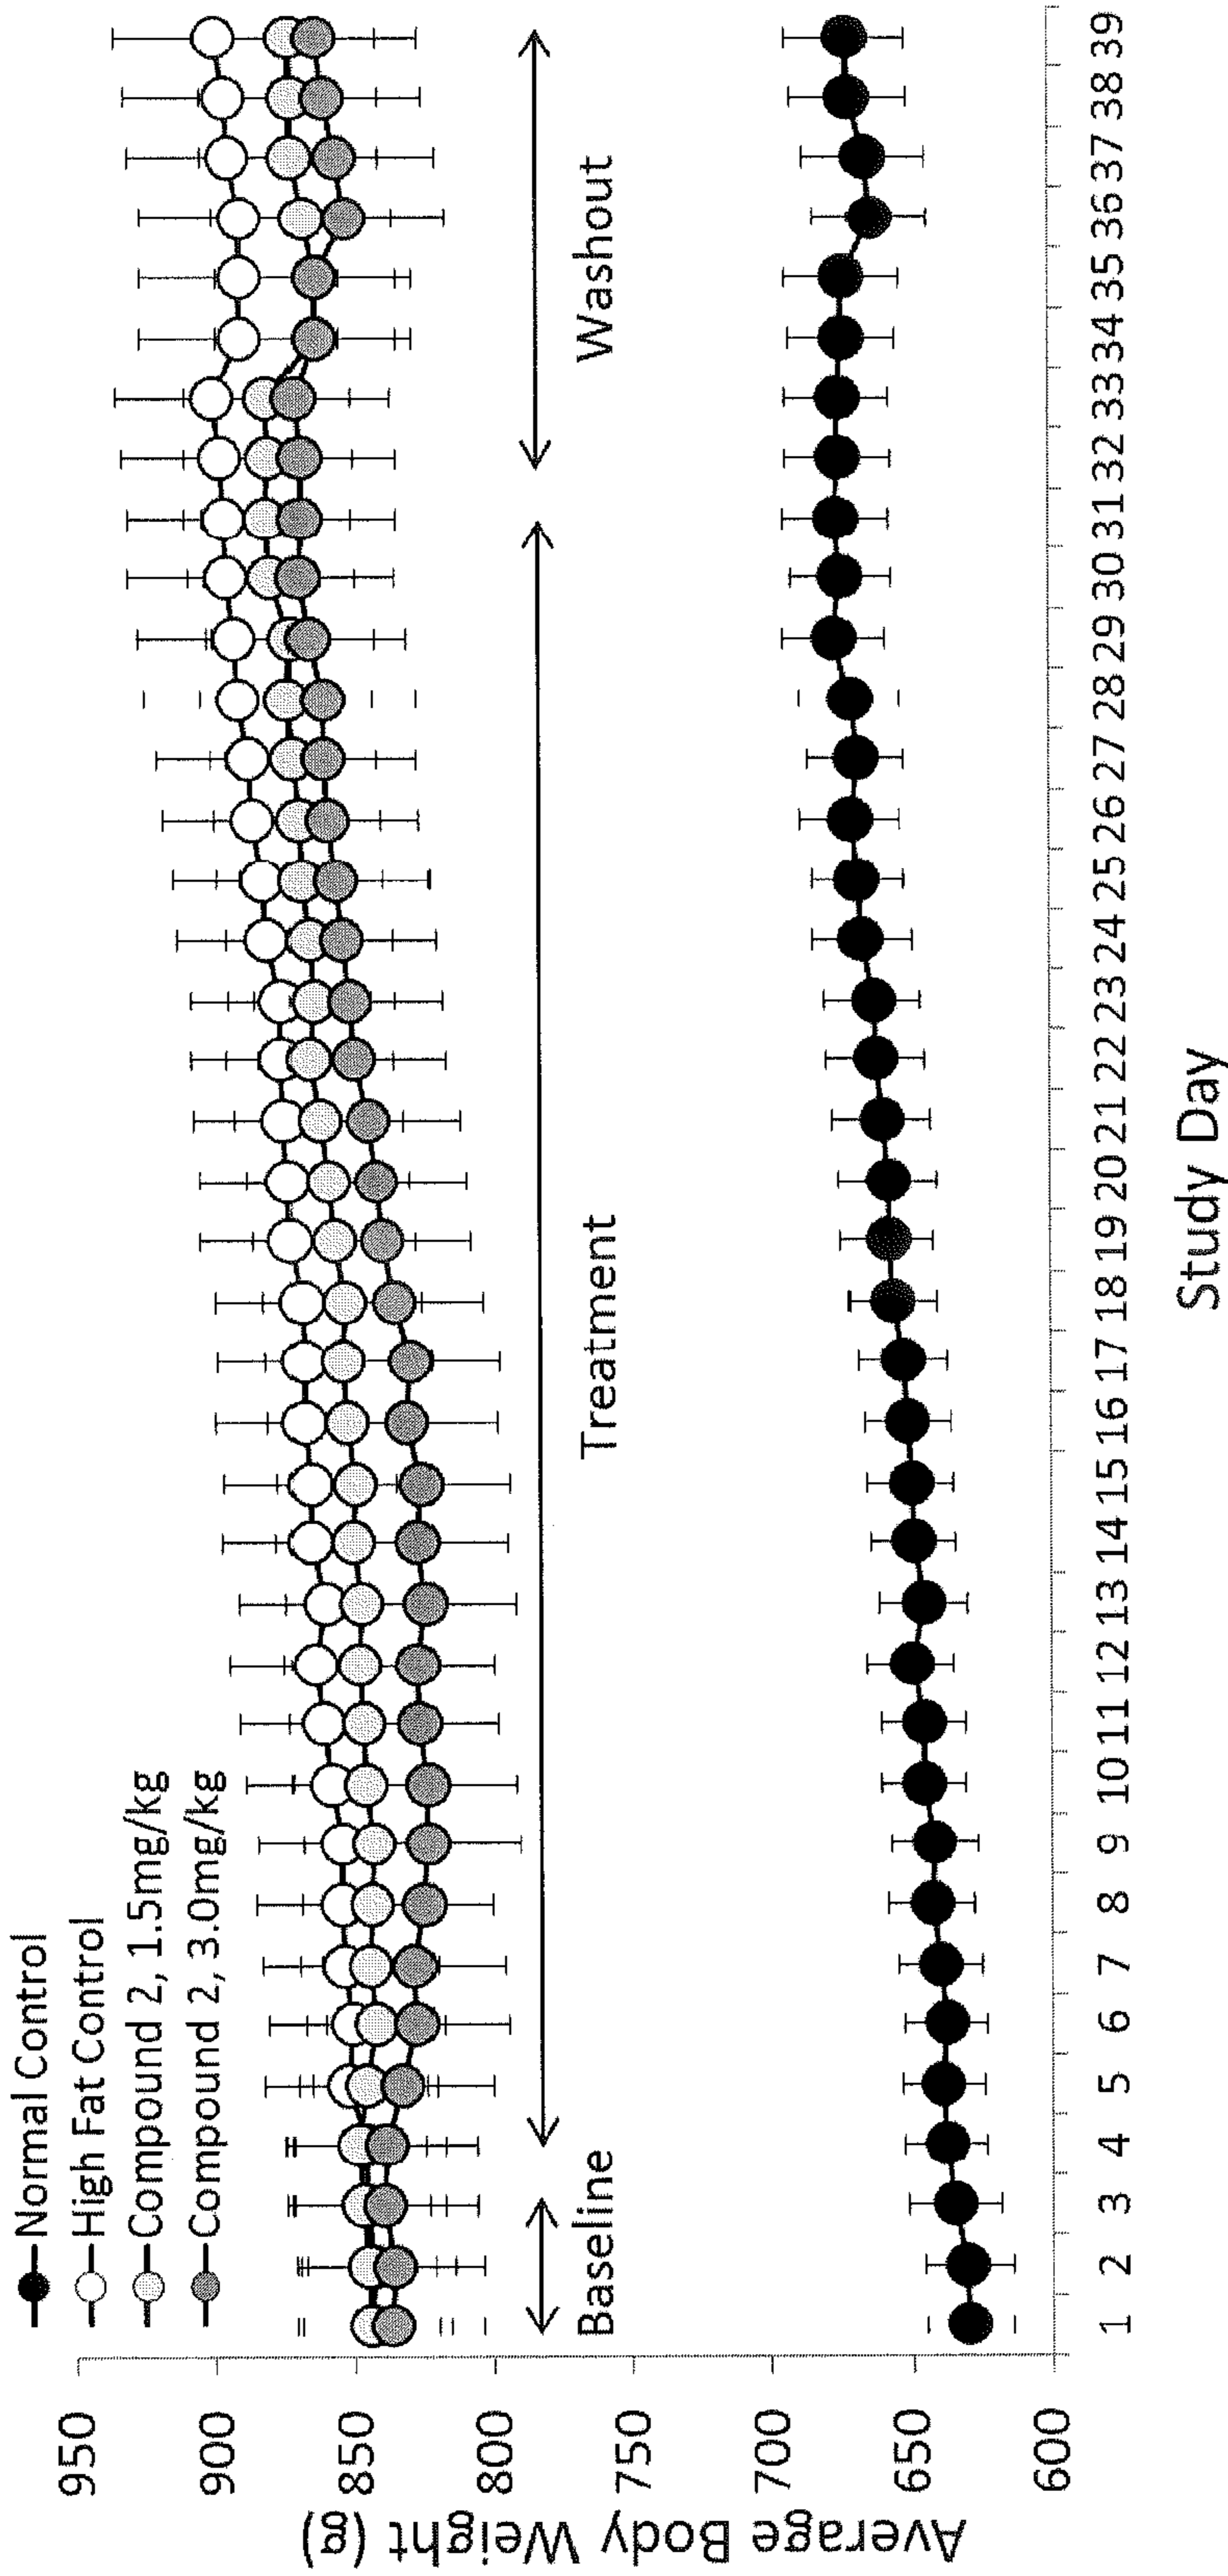 Normal Control
High Fat Control
Compound 2, 1.5mg/kg
Compound 2, 3.0mg/kg
950
900
850
800
750
700
650
600
Average Body Weight (g)
Baseline
Treatment
Washout
1 2 3 4 5 6 7 8 9 10 11 12 13 14 15 16 17 18 19 20 21 22 23 24 25 26 27 28 29 30 31 32 33 34 35 36 37 38 39
Study Day